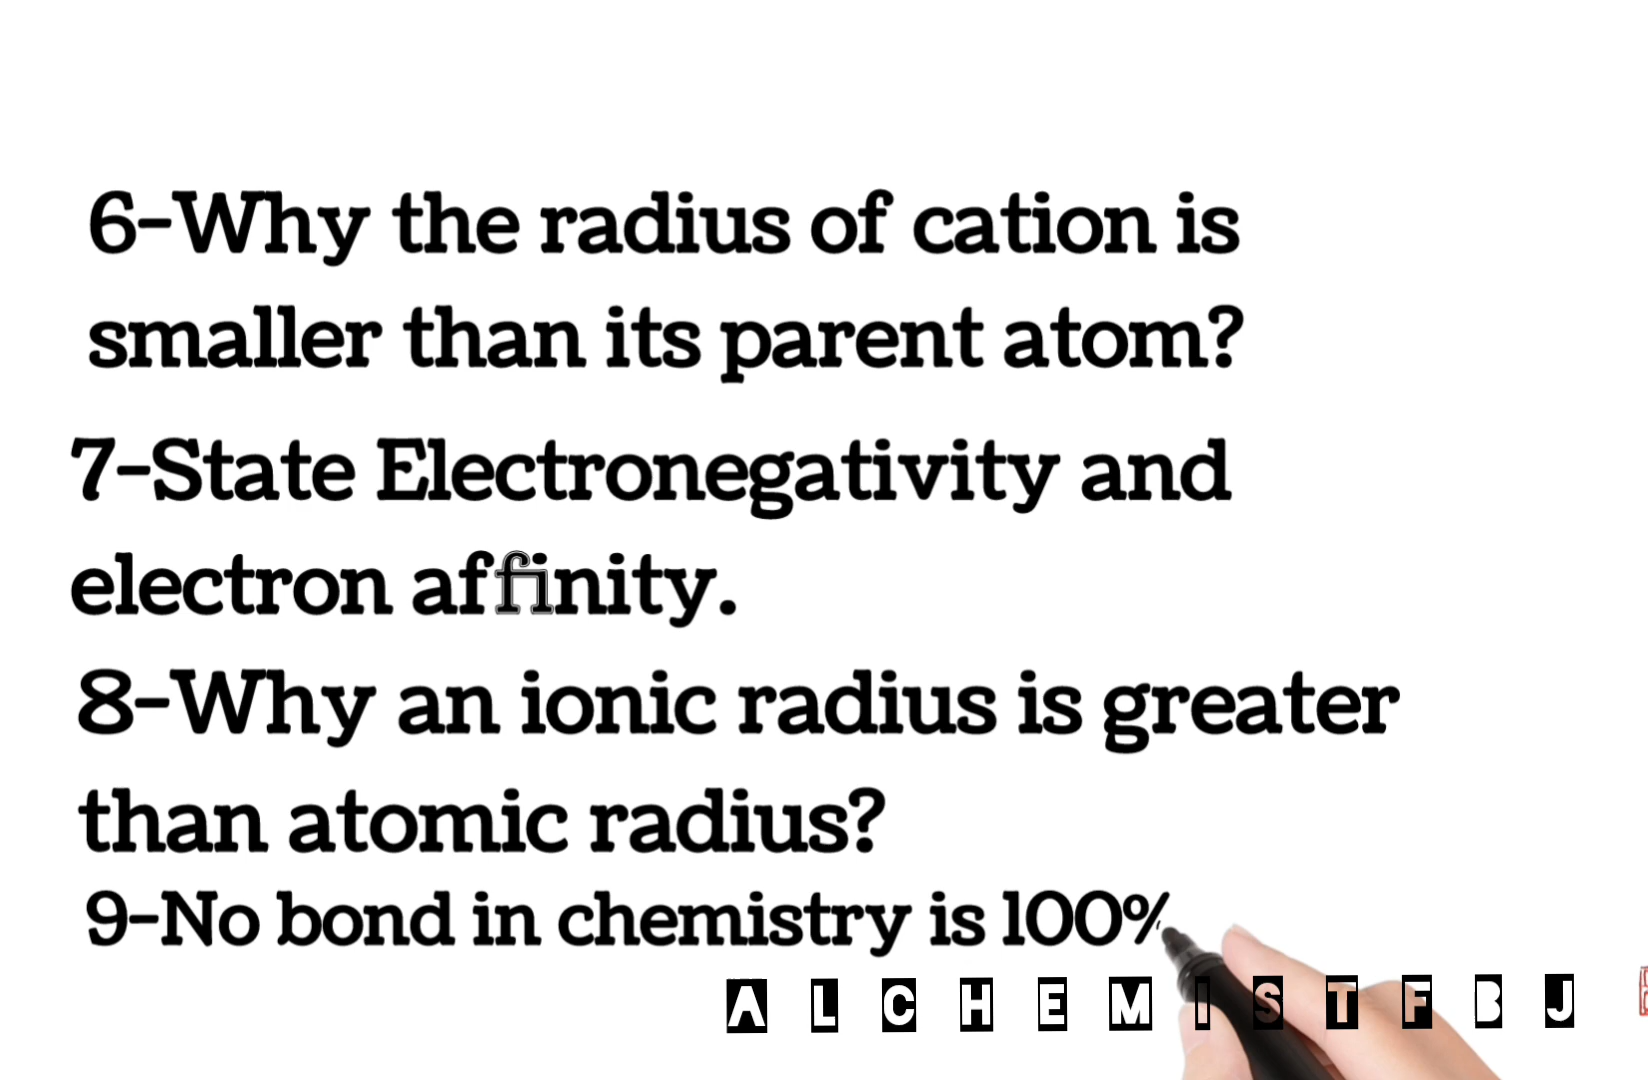 6-Why the radius of cation is
smaller than its parent atom?
7-State Electronegativity and
electron affinity.
8-Why an ionic radius is greater
than atomic radius?
9-No bond in chemistry is 100%
ALCHEMISTFBJ